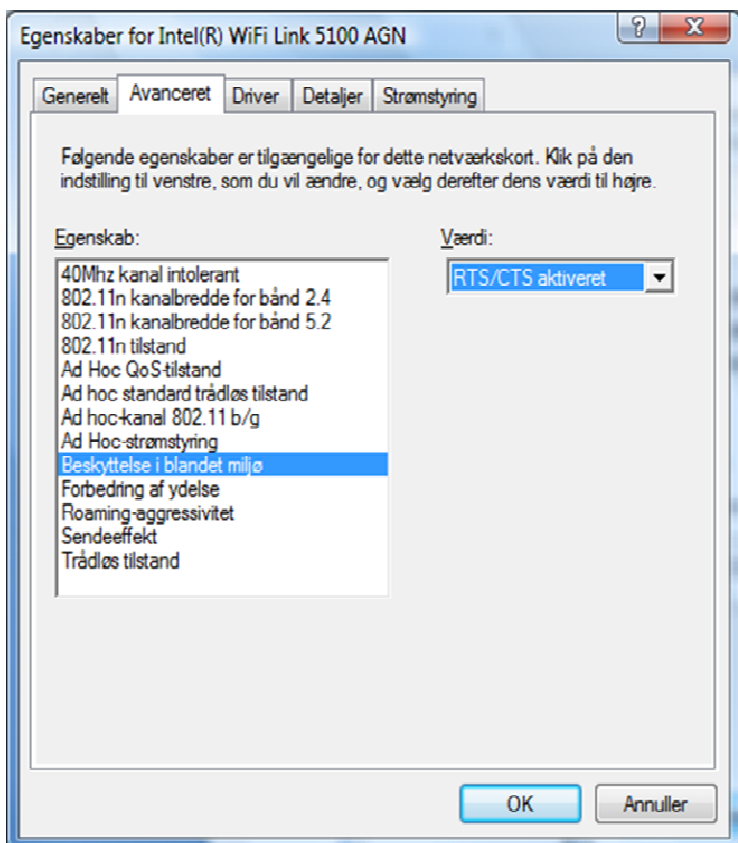 Egenskaber for Intel(R) WiFi Link 5100 AGN
Generelt Avanceret Driver Detaljer Strømstyring
Følgende egenskaber er tilgængelige for dette netværkskort. Klik på den
indstilling til venstre, som du vil ændre, og vælg derefter dens værdi til højre.
Egenskab: Værdi:
RTS/CTS aktiveret
40Mhz kanal intolerant
802.11n kanalbredde for bånd 2.4
802.11n kanalbredde for bånd 5.2
802.11n tilstand
Ad Hoc QoS-tilstand
Ad hoc standard trådløs tilstand
Ad hoc-kanal 802.11 b/g
Ad Hoc-strømstyring
Beskyttelse i blandet miljø
Forbedring af ydelse
Roaming-aggressivitet
Sendeeffekt
Trådløs tilstand
OK Annuller